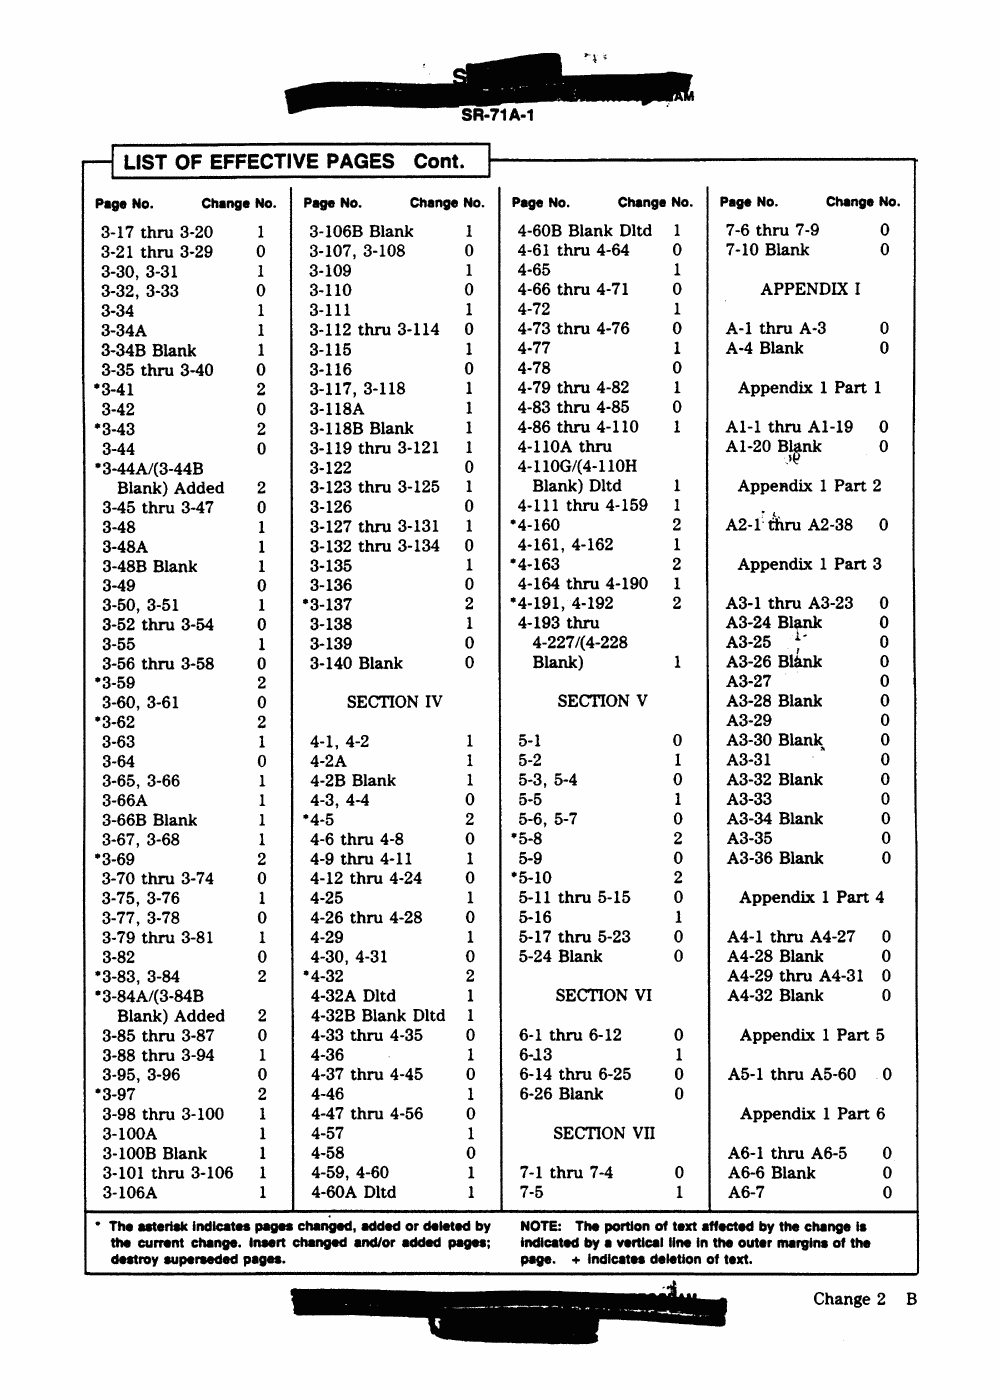 SR-71A-1
LIST OF EFFECTIVE PAGES Cont.
Page No. Change No.
3-17 thru 3-20 1
3-21 thru 3-29 0
3-30, 3-31 1
3-32, 3-33 0
3-34 1
3-34A 1
3-34B Blank 1
3-35 thru 3-40 0
*3-41 2
3-42 0
*3-43 2
3-44 0
*3-44A/(3-44B
Blank) Added 2
3-45 thru 3-47 0
3-48 1
3-48A 1
3-48B Blank 1
3-49 0
3-50, 3-51 1
3-52 thru 3-54 0
3-55 1
3-56 thru 3-58 0
*3-59 2
3-60, 3-61 0
*3-62 2
3-63 1
3-64 0
3-65, 3-66 1
3-66A 1
3-66B Blank 1
3-67, 3-68 1
*3-69 2
3-70 thru 3-74 0
3-75, 3-76 1
3-77, 3-78 0
3-79 thru 3-81 1
3-82 0
*3-83, 3-84 2
*3-84A/(3-84B
Blank) Added 2
3-85 thru 3-87 0
3-88 thru 3-94 1
3-95, 3-96 0
*3-97 2
3-98 thru 3-100 1
3-100A 1
3-100B Blank 1
3-101 thru 3-106 1
3-106A 1
Page No. Change No.
3-106B Blank 1
3-107, 3-108 0
3-109 1
3-110 0
3-111 1
3-112 thru 3-114 0
3-115 1
3-116 0
3-117, 3-118 1
3-118A 1
3-118B Blank 1
3-119 thru 3-121 1
3-122 0
3-123 thru 3-125 1
3-126 0
3-127 thru 3-131 1
3-132 thru 3-134 0
3-135 1
3-136 0
*3-137 2
3-138 1
3-139 0
3-140 Blank 0
SECTION IV
4-1, 4-2 1
4-2A 1
4-2B Blank 1
4-3, 4-4 0
*4-5 2
4-6 thru 4-8 0
4-9 thru 4-11 1
4-12 thru 4-24 0
4-25 1
4-26 thru 4-28 0
4-29 1
4-30, 4-31 0
*4-32 2
4-32A Dltd 1
4-32B Blank Dltd 1
4-33 thru 4-35 0
4-36 1
4-37 thru 4-45 0
4-46 1
4-47 thru 4-56 0
4-57 1
4-58 0
4-59, 4-60 1
4-60A Dltd 1
Page No. Change No.
4-60B Blank Dltd 1
4-61 thru 4-64 0
4-65 1
4-66 thru 4-71 0
4-72 1
4-73 thru 4-76 0
4-77 1
4-78 0
4-79 thru 4-82 1
4-83 thru 4-85 0
4-86 thru 4-110 1
4-110A thru
4-110G/(4-110H
Blank) Dltd 1
4-111 thru 4-159 1
*4-160 2
4-161, 4-162 1
*4-163 2
4-164 thru 4-190 1
*4-191, 4-192 2
4-193 thru
4-227/(4-228
Blank) 1
SECTION V
5-1 0
5-2 1
5-3, 5-4 0
5-5 1
5-6, 5-7 0
*5-8 2
5-9 0
*5-10 2
5-11 thru 5-15 0
5-16 1
5-17 thru 5-23 0
5-24 Blank 0
SECTION VI
6-1 thru 6-12 0
6-13 1
6-14 thru 6-25 0
6-26 Blank 0
SECTION VII
7-1 thru 7-4 0
7-5 1
Page No. Change No.
7-6 thru 7-9 0
7-10 Blank 0
APPENDIX I
A-1 thru A-3 0
A-4 Blank 0
Appendix 1 Part 1
A1-1 thru A1-19 0
A1-20 Blank 0
Appendix 1 Part 2
A2-1 thru A2-38 0
Appendix 1 Part 3
A3-1 thru A3-23 0
A3-24 Blank 0
A3-25 0
A3-26 Blank 0
A3-27 0
A3-28 Blank 0
A3-29 0
A3-30 Blank 0
A3-31 0
A3-32 Blank 0
A3-33 0
A3-34 Blank 0
A3-35 0
A3-36 Blank 0
Appendix 1 Part 4
A4-1 thru A4-27 0
A4-28 Blank 0
A4-29 thru A4-31 0
A4-32 Blank 0
Appendix 1 Part 5
A5-1 thru A5-60 0
Appendix 1 Part 6
A6-1 thru A6-5 0
A6-6 Blank 0
A6-7 0
* The asterisk indicates pages changed, added or deleted by
the current change. Insert changed and/or added pages;
destroy superseded pages.
NOTE: The portion of text affected by the change is
indicated by a vertical line in the outer margins of the
page. + indicates deletion of text.
Change 2 B